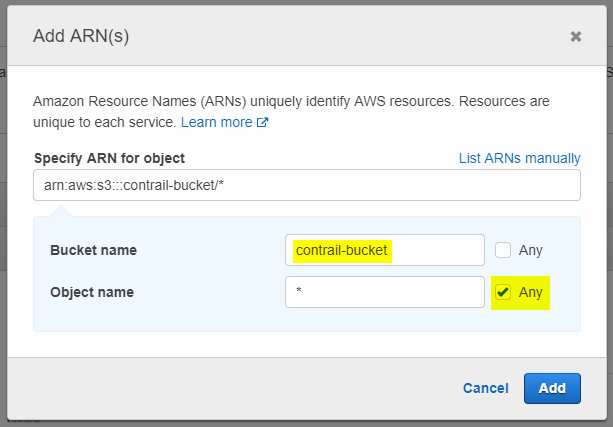 Add ARN(s)
Amazon Resource Names (ARNs) uniquely identify AWS resources. Resources are
unique to each service. Learn more
Specify ARN for object List ARNs manually
arn:aws:s3:::contrail-bucket/*
Bucket name contrail-bucket Any
Object name * Any
Cancel Add